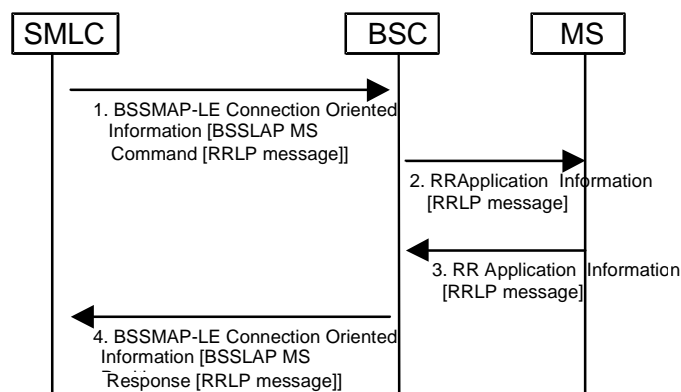 SMLC
BSC
MS
1. BSSMAP-LE Connection Oriented
Information [BSSLAP MS
Command [RRLP message]]
2. RRApplication Information
[RRLP message]
3. RR Application Information
[RRLP message]
4. BSSMAP-LE Connection Oriented
Information [BSSLAP MS
Response [RRLP message]]